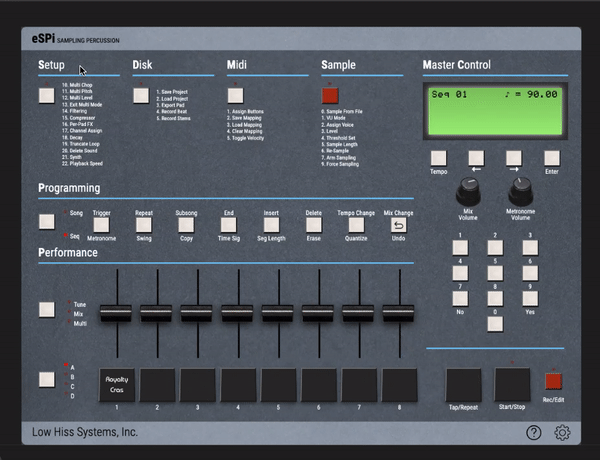 eSPi SAMPLING PERCUSSION
Setup
10. Multi Chop
11. Multi Pitch
12. Multi Level
13. Exit Multi Mode
14. Filtering
15. Compressor
16. Per-Pad FX
17. Channel Assign
18. Decay
19. Truncate Loop
20. Delete Sound
21. Synth
22. Playback Speed
Disk
1. Save Project
2. Load Project
3. Export Pad
4. Record Beat
5. Record Stems
Midi
1. Assign Buttons
2. Save Mapping
3. Load Mapping
4. Clear Mapping
5. Toggle Velocity
Sample
0. Sample From File
1. VU Mode
2. Assign Voice
3. Level
4. Threshold Set
5. Sample Length
6. Re-Sample
7. Arm Sampling
9. Force Sampling
Master Control
Seq 01 ♪ = 90.00
Tempo ← → Enter
Mix Volume
Metronome Volume
1 2 3
4 5 6
7 8 9
No 0 Yes
Programming
Song
Seq
Trigger Repeat Subsong End Insert Delete Tempo Change Mix Change
Metronome Swing Copy Time Sig Seg Length Erase Quantize Undo
Performance
Tune
Mix
Multi
A
B
C
D
Royalty
Cras
1 2 3 4 5 6 7 8
Tap/Repeat Start/Stop Rec/Edit
Low Hiss Systems, Inc. ?